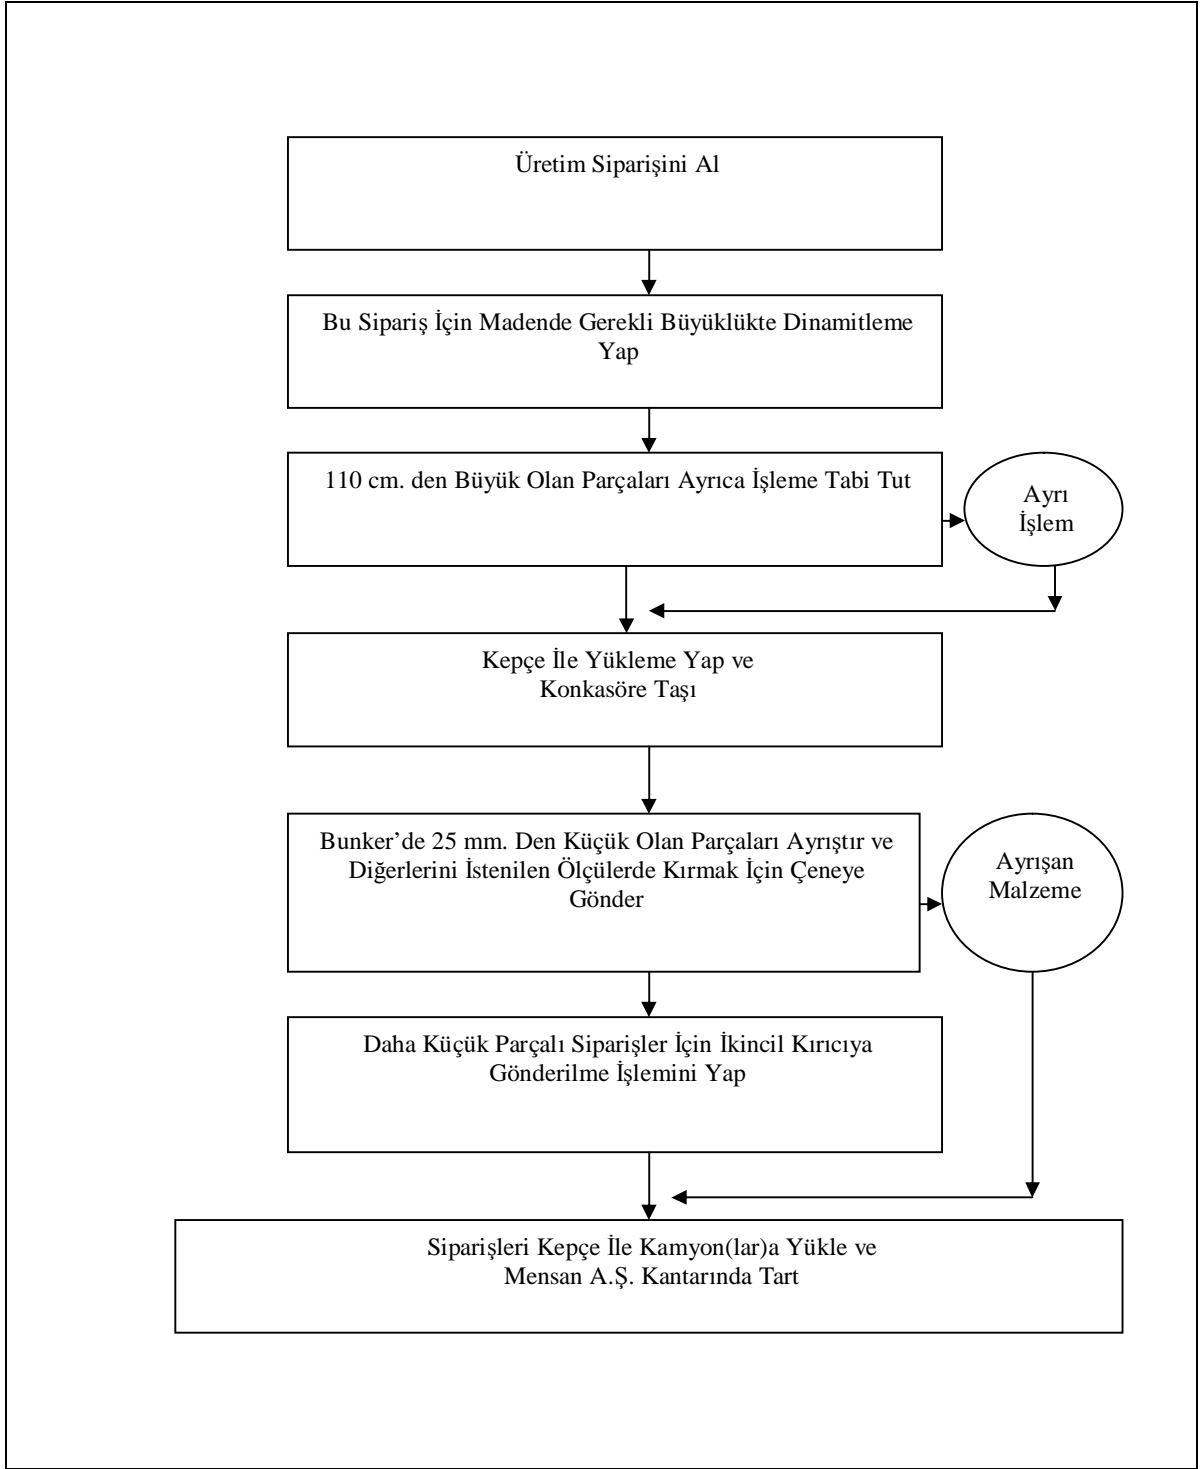 Üretim Siparişini Al
Bu Sipariş İçin Madende Gerekli Büyüklükte Dinamitleme
Yap
110 cm. den Büyük Olan Parçaları Ayrıca İşleme Tabi Tut
Ayrı
İşlem
Kepçe İle Yükleme Yap ve
Konkasöre Taşı
Bunker’de 25 mm. Den Küçük Olan Parçaları Ayrıştır ve
Diğerlerini İstenilen Ölçülerde Kırmak İçin Çeneye
Gönder
Ayrışan
Malzeme
Daha Küçük Parçalı Siparişler İçin İkincil Kırıcıya
Gönderilme İşlemini Yap
Siparişleri Kepçe İle Kamyon(lar)a Yükle ve
Mensan A.Ş. Kantarında Tart